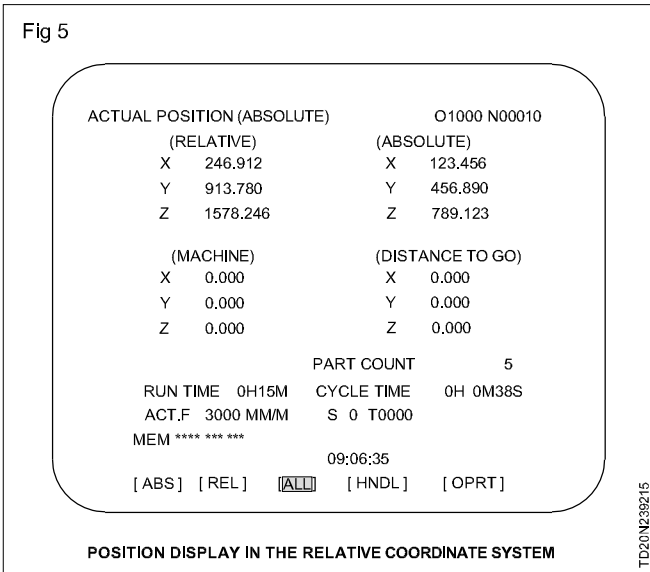 Fig 5
ACTUAL POSITION (ABSOLUTE) O1000 N00010
(RELATIVE) (ABSOLUTE)
X 246.912 X 123.456
Y 913.780 Y 456.890
Z 1578.246 Z 789.123
(MACHINE) (DISTANCE TO GO)
X 0.000 X 0.000
Y 0.000 Y 0.000
Z 0.000 Z 0.000
PART COUNT 5
RUN TIME 0H15M CYCLE TIME 0H 0M38S
ACT.F 3000 MM/M S 0 T0000
MEM **** *** ***
09:06:35
[ ABS ] [ REL ] [ALL] [ HNDL ] [ OPRT ]
POSITION DISPLAY IN THE RELATIVE COORDINATE SYSTEM
TD20N239215